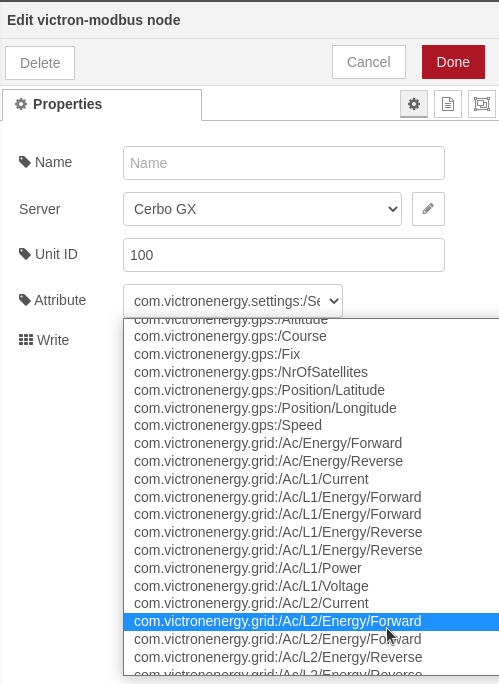 Edit victron-modbus node
Delete
Cancel
Done
Properties
Name
Name
Server
Cerbo GX
Unit ID
100
Attribute
com.victronenergy.settings:/Se
Write
com.victronenergy.gps:/Altitude
com.victronenergy.gps:/Course
com.victronenergy.gps:/Fix
com.victronenergy.gps:/NrOfSatellites
com.victronenergy.gps:/Position/Latitude
com.victronenergy.gps:/Position/Longitude
com.victronenergy.gps:/Speed
com.victronenergy.grid:/Ac/Energy/Forward
com.victronenergy.grid:/Ac/Energy/Reverse
com.victronenergy.grid:/Ac/L1/Current
com.victronenergy.grid:/Ac/L1/Energy/Forward
com.victronenergy.grid:/Ac/L1/Energy/Forward
com.victronenergy.grid:/Ac/L1/Energy/Reverse
com.victronenergy.grid:/Ac/L1/Energy/Reverse
com.victronenergy.grid:/Ac/L1/Power
com.victronenergy.grid:/Ac/L1/Voltage
com.victronenergy.grid:/Ac/L2/Current
com.victronenergy.grid:/Ac/L2/Energy/Forward
com.victronenergy.grid:/Ac/L2/Energy/Forward
com.victronenergy.grid:/Ac/L2/Energy/Reverse
com.victronenergy.grid:/Ac/L2/Energy/Reverse